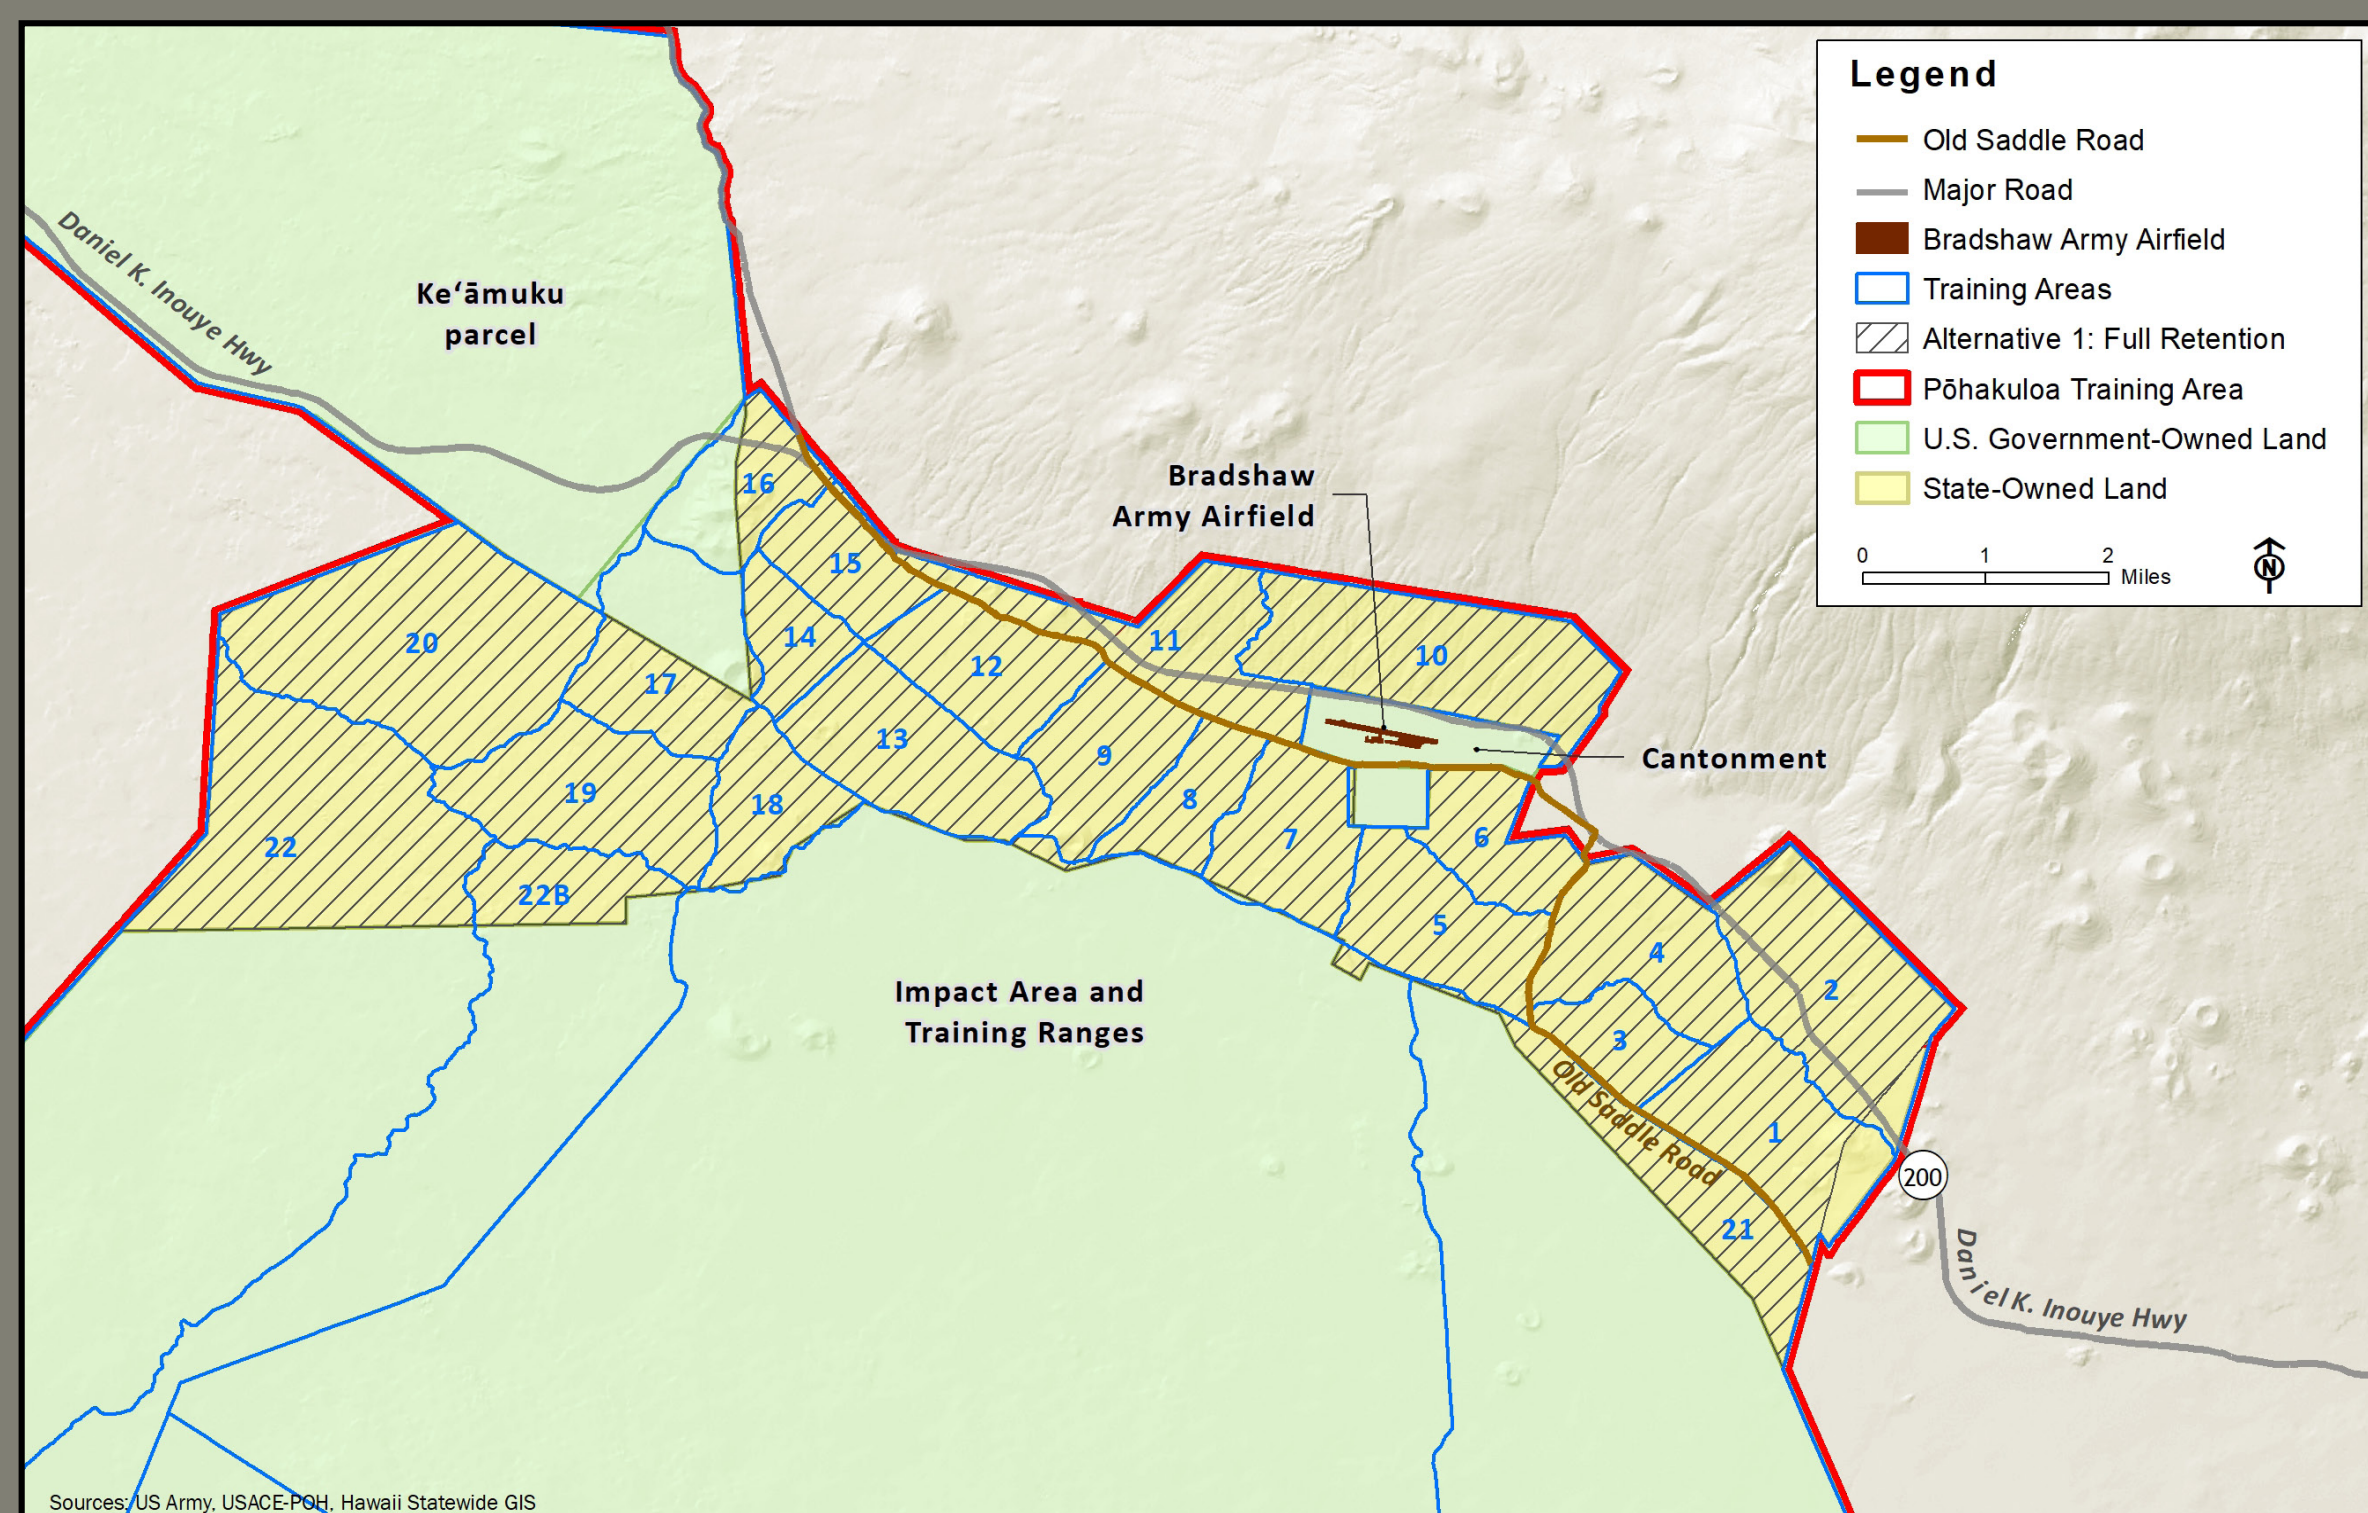 Legend
Old Saddle Road
Major Road
Bradshaw Army Airfield
Training Areas
Alternative 1: Full Retention
Pōhakuloa Training Area
U.S. Government-Owned Land
State-Owned Land
0 1 2
Miles
N
Daniel K. Inouye Hwy
Keʻāmuku
parcel
Bradshaw
Army Airfield
16
15
14
12
11
10
20
17
13
9
Cantonment
19
18
8
7
6
22
22B
5
4
2
Impact Area and
Training Ranges
3
Old Saddle Road
1
200
21
Daniel K. Inouye Hwy
Sources: US Army, USACE-POH, Hawaii Statewide GIS